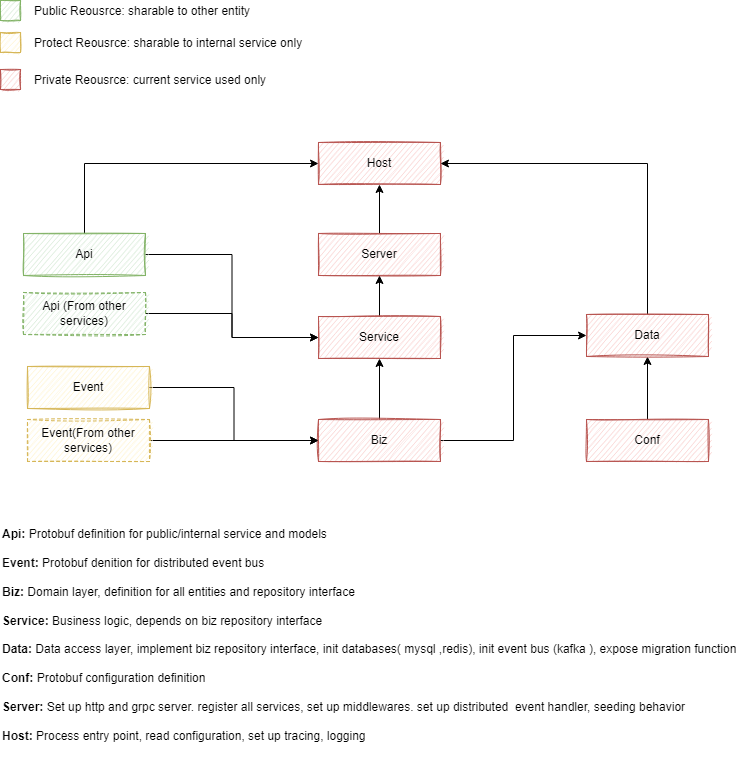 Public Reousrce: sharable to other entity
Protect Reousrce: sharable to internal service only
Private Reousrce: current service used only
Host
Api
Server
Api (From other
services)
Service
Data
Event
Event(From other
services)
Biz
Conf
Api: Protobuf definition for public/internal service and models
Event: Protobuf denition for distributed event bus
Biz: Domain layer, definition for all entities and repository interface
Service: Business logic, depends on biz repository interface
Data: Data access layer, implement biz repository interface, init databases( mysql ,redis), init event bus (kafka ), expose migration function
Conf: Protobuf configuration definition
Server: Set up http and grpc server. register all services, set up middlewares. set up distributed  event handler, seeding behavior
Host: Process entry point, read configuration, set up tracing, logging